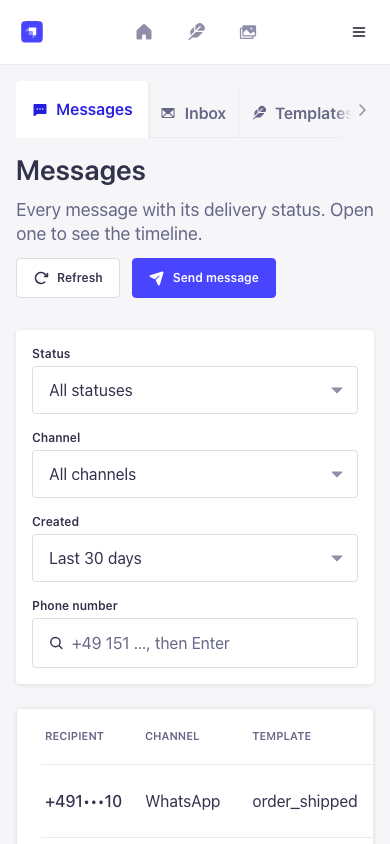 Messages
Inbox
Templates
Messages
Every message with its delivery status. Open
one to see the timeline.
Refresh
Send message
Status
All statuses
Channel
All channels
Created
Last 30 days
Phone number
+49 151 ..., then Enter
RECIPIENT CHANNEL TEMPLATE
+491•••10 WhatsApp order_shipped